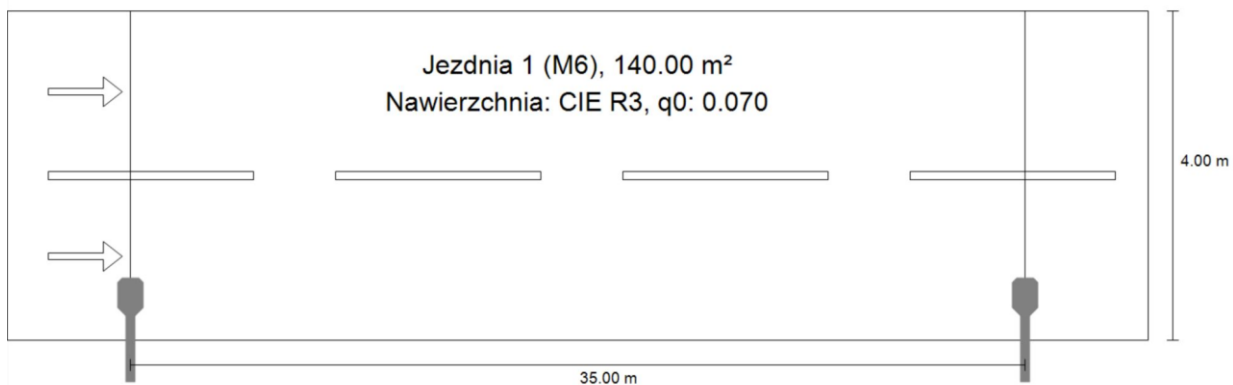 Jezdnia 1 (M6), 140.00 m²
Nawierzchnia: CIE R3, q0: 0.070
4.00 m
35.00 m